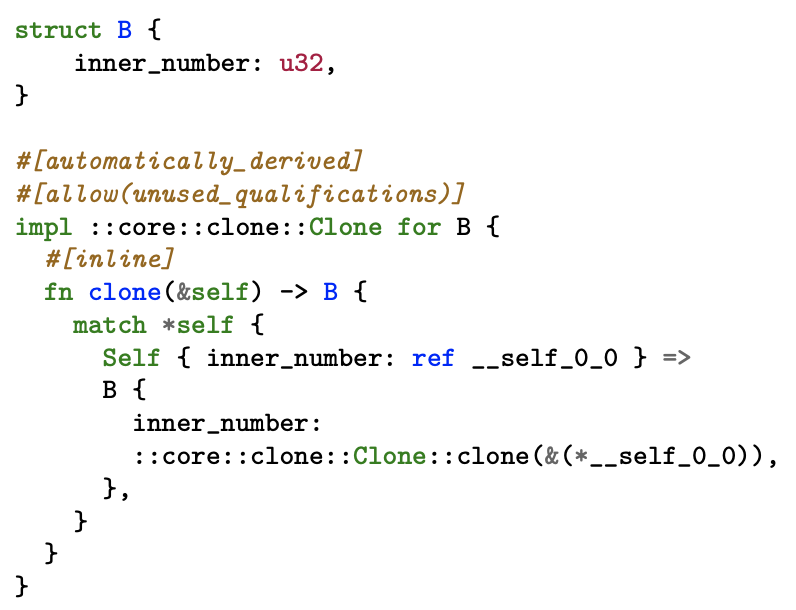 struct B {
    inner_number: u32,
}

#[automatically_derived]
#[allow(unused_qualifications)]
impl ::core::clone::Clone for B {
  #[inline]
  fn clone(&self) -> B {
    match *self {
      Self { inner_number: ref __self_0_0 } =>
      B {
        inner_number:
        ::core::clone::Clone::clone(&(*__self_0_0)),
      },
    }
  }
}